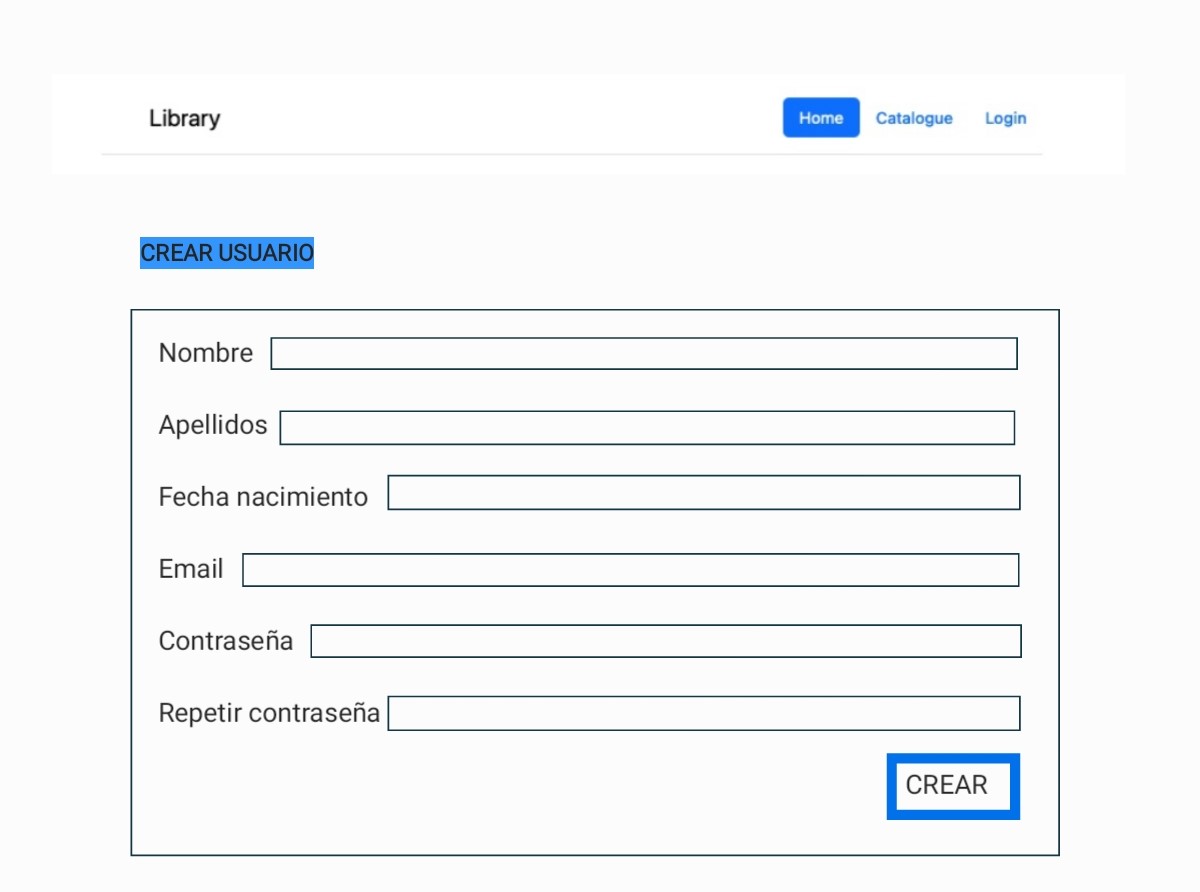 Library Home Catalogue Login
CREAR USUARIO
Nombre
Apellidos
Fecha nacimiento
Email
Contraseña
Repetir contraseña
CREAR